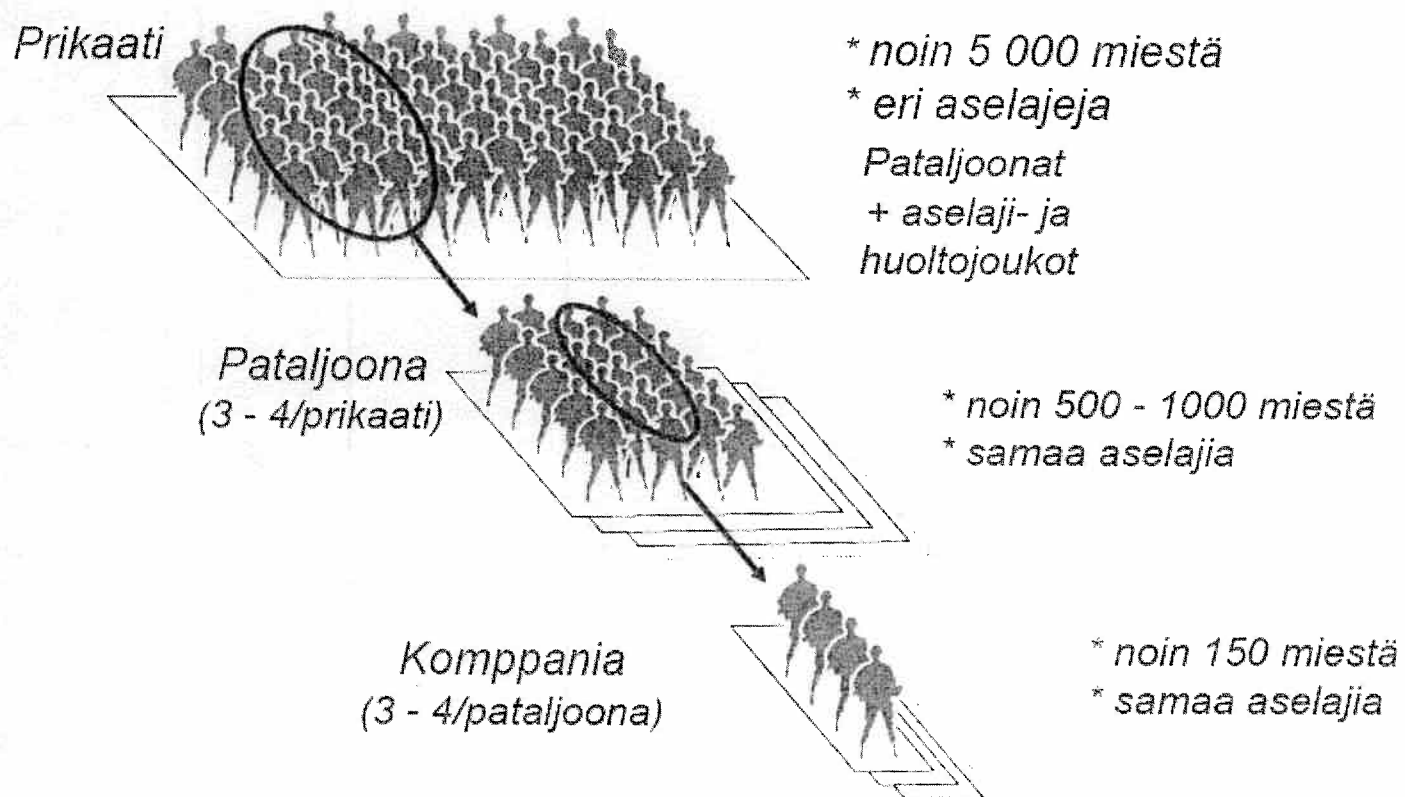 Prikaati
* noin 5 000 miestä
* eri aselajeja
Pataljoonat
+ aselaji- ja
huoltojoukot
Pataljoona
(3 - 4/prikaati)
* noin 500 - 1000 miestä
* samaa aselajia
Komppania
(3 - 4/pataljoona)
* noin 150 miestä
* samaa aselajia